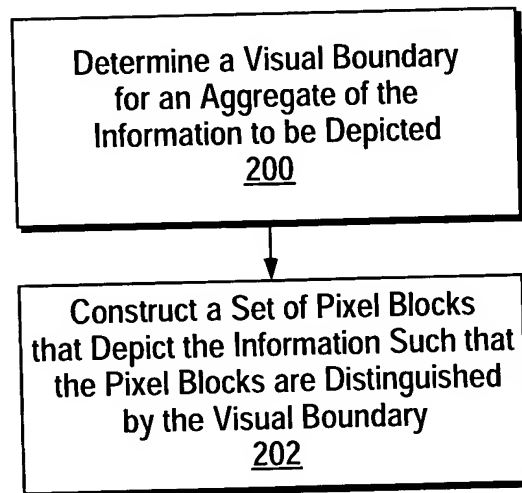 Determine a Visual Boundary
for an Aggregate of the
Information to be Depicted
200
Construct a Set of Pixel Blocks
that Depict the Information Such that
the Pixel Blocks are Distinguished
by the Visual Boundary
202